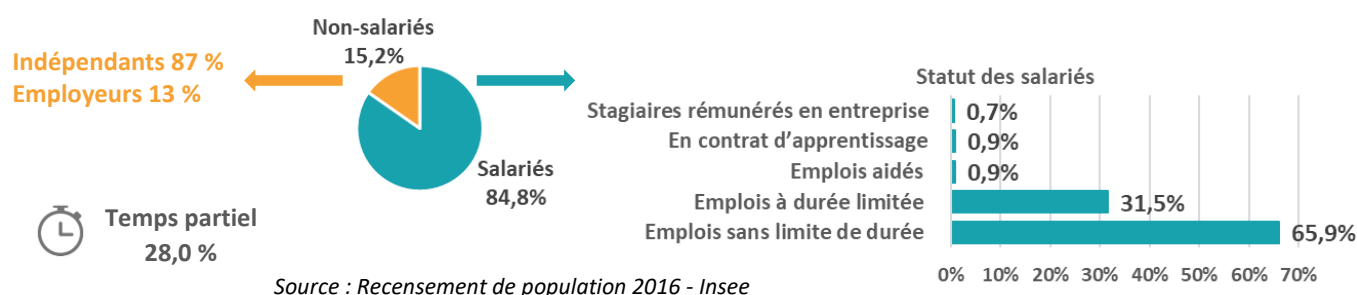 Non-salariés
15,2%
Indépendants 87 %
Employeurs 13 %
Salariés
84,8%
Temps partiel
28,0 %
Statut des salariés
Stagiaires rémunérés en entreprise 0,7%
En contrat d'apprentissage 0,9%
Emplois aidés 0,9%
Emplois à durée limitée 31,5%
Emplois sans limite de durée 65,9%
0% 10% 20% 30% 40% 50% 60% 70%
Source : Recensement de population 2016 - Insee